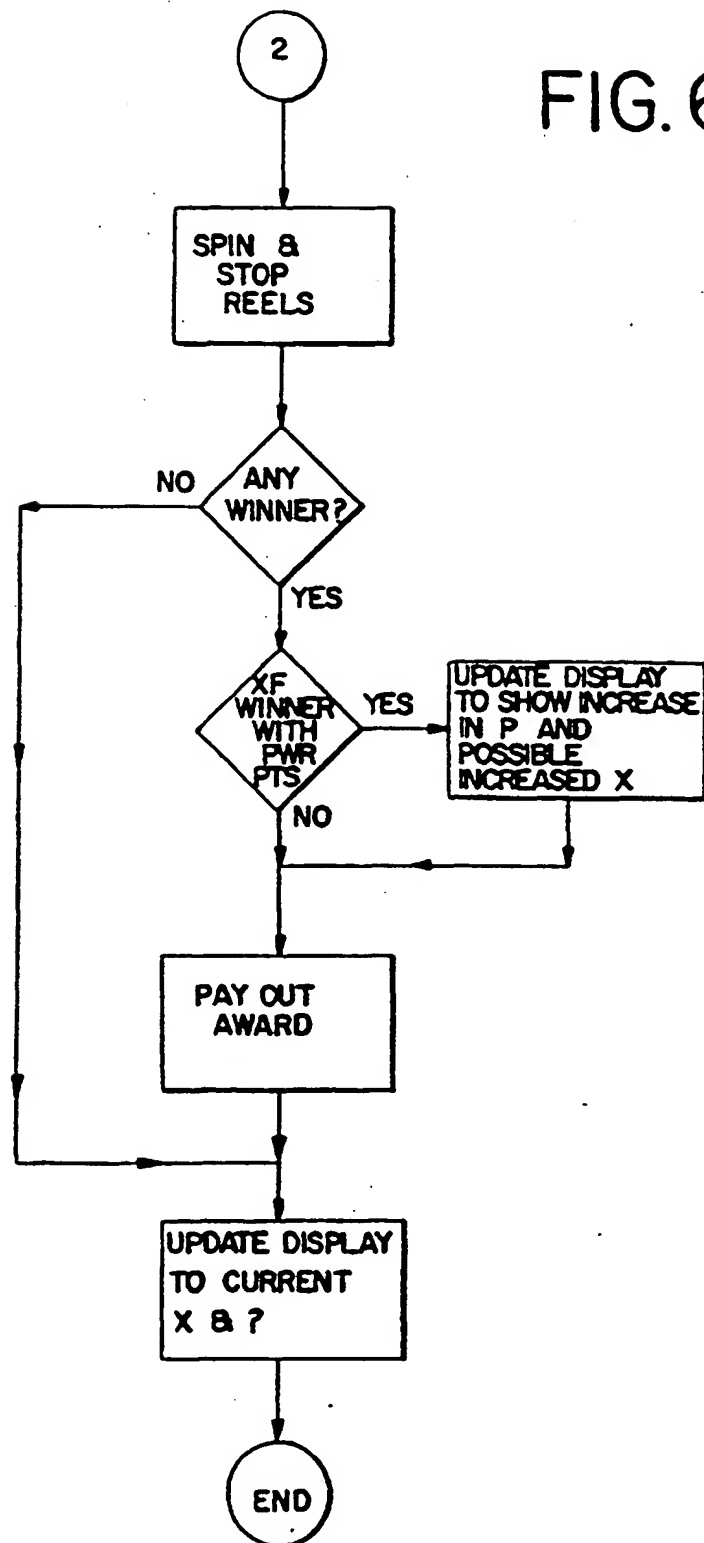 2
FIG. 6
SPIN &
STOP
REELS
NO
ANY
WINNER?
YES
XF
WINNER
WITH
PWR
PTS
YES
UPDATE DISPLAY
TO SHOW INCREASE
IN P AND
POSSIBLE
INCREASED X
NO
PAY OUT
AWARD
UPDATE DISPLAY
TO CURRENT
X & ?
END